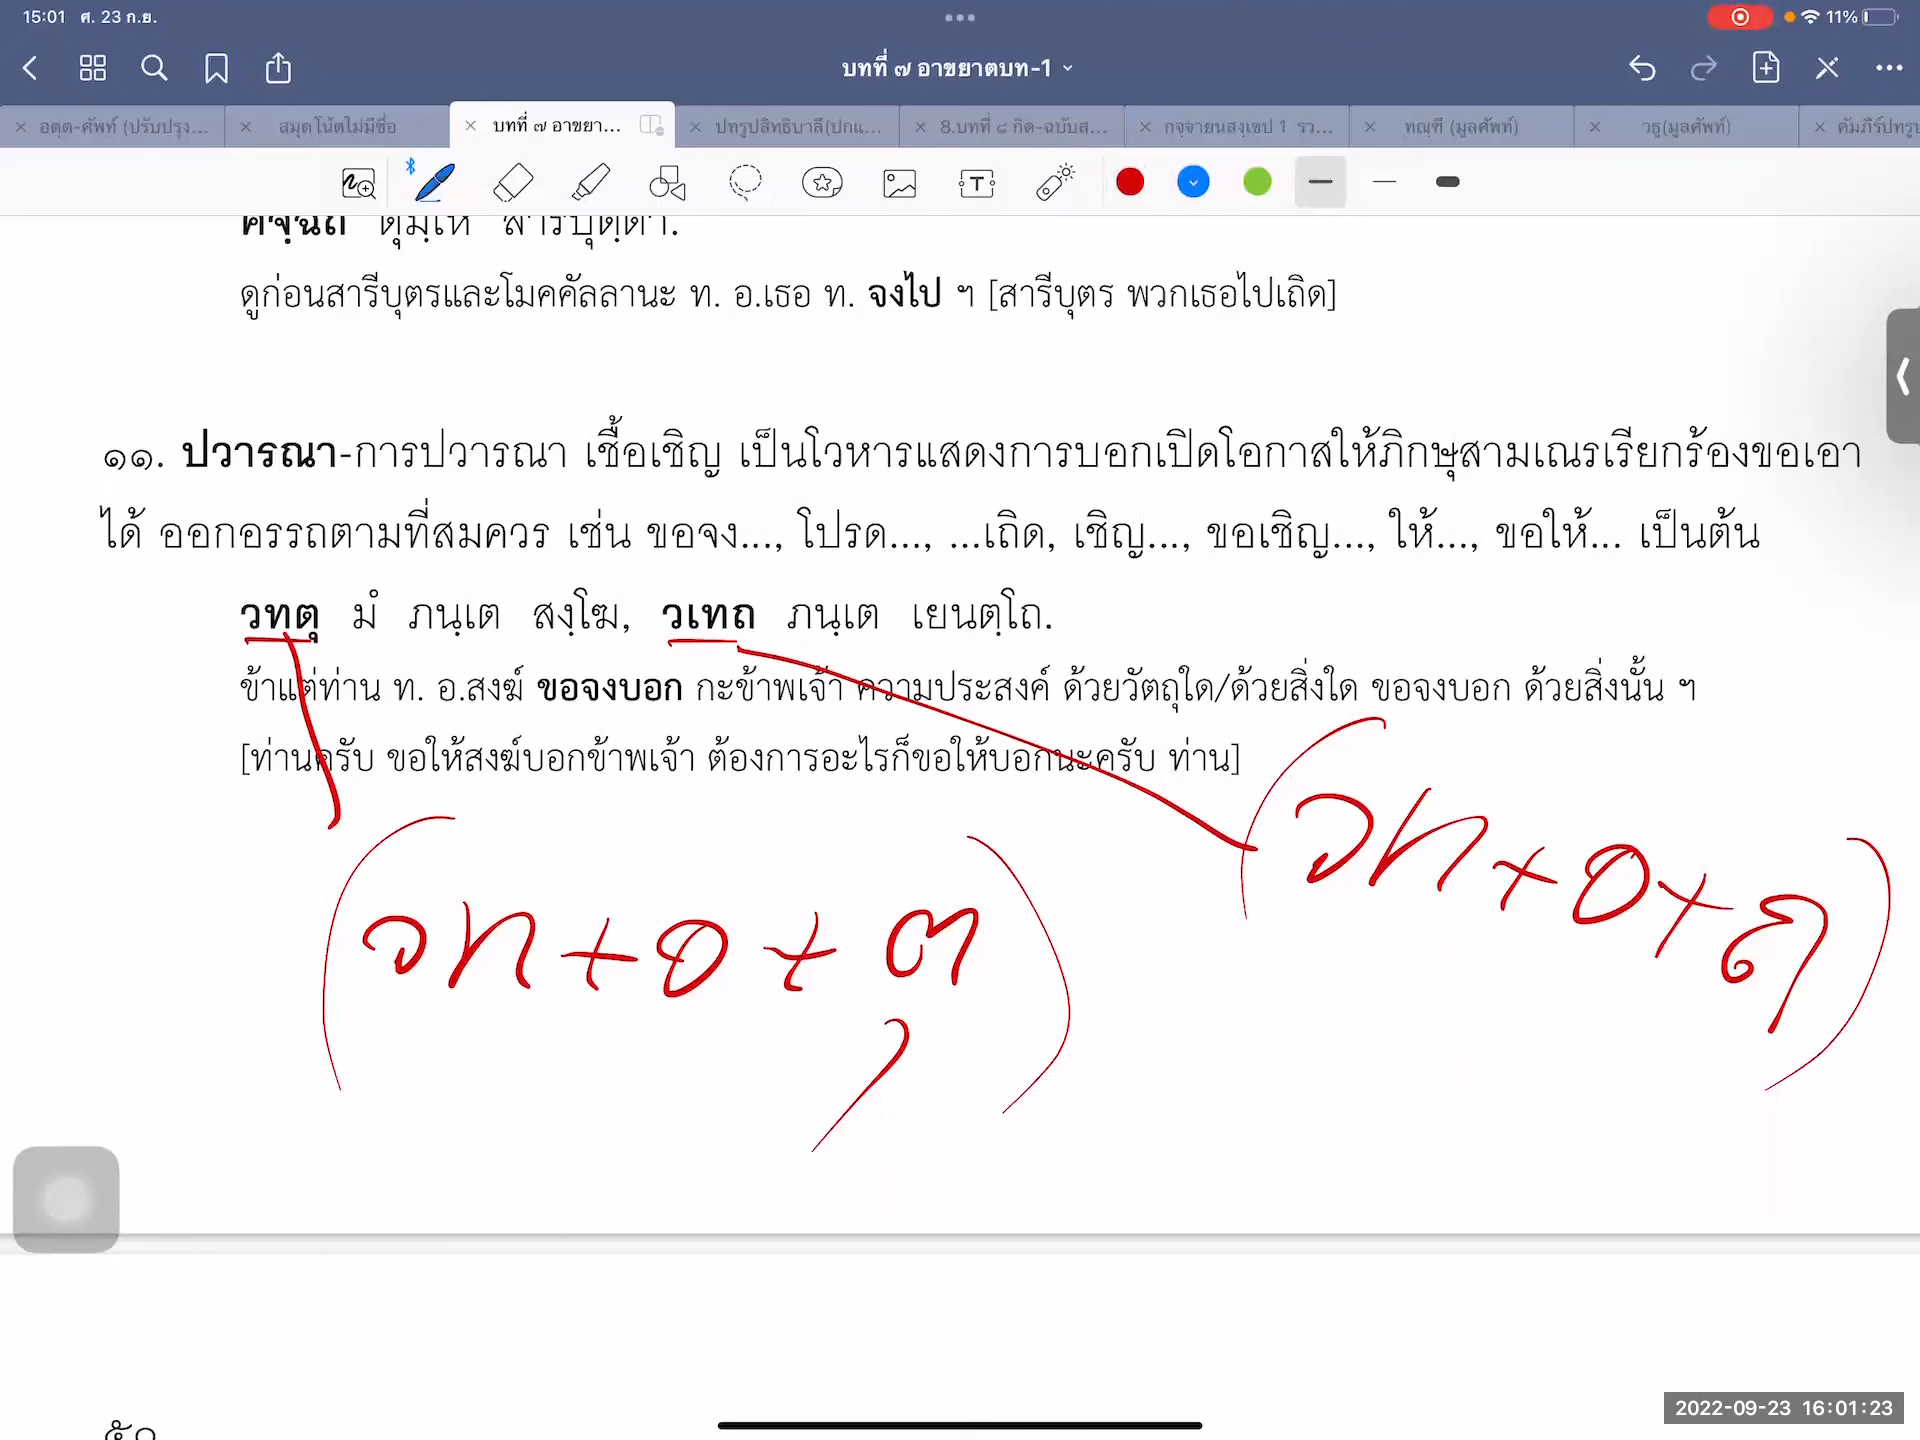 15:01 ศ. 23 ก.ย.
11%
บทที่ ๗ อาขยาตบท-1
อตฺถ-ศัพท์ (ปรับปรุง...
สมุดโน้ตไม่มีชื่อ
บทที่ ๗ อาขยา...
ปทรูปสิทธิบาลี(ปกแ...
8.บทที่ ๘ กิต-ฉบับส...
กจฺจายนสงฺเขป 1 รว...
ทณฺฑี (มูลศัพท์)
วธู(มูลศัพท์)
คัมภีร์ปทรูป
คจฺฉถ ตุมฺเห สาริปุตฺตา.
ดูก่อนสารีบุตรและโมคคัลลานะ ท. อ.เธอ ท. จงไป ฯ [สารีบุตร พวกเธอไปเถิด]
๑๑. ปวารณา-การปวารณา เชื้อเชิญ เป็นโวหารแสดงการบอกเปิดโอกาสให้ภิกษุสามเณรเรียกร้องขอเอา
ได้ ออกอรรถตามที่สมควร เช่น ขอจง..., โปรด..., ...เถิด, เชิญ..., ขอเชิญ..., ให้..., ขอให้... เป็นต้น
วทตุ มํ ภนฺเต สงฺโฆ, วเทถ ภนฺเต เยนตฺโถ.
ข้าแต่ท่าน ท. อ.สงฆ์ ขอจงบอก กะข้าพเจ้า ความประสงค์ ด้วยวัตถุใด/ด้วยสิ่งใด ขอจงบอก ด้วยสิ่งนั้น ฯ
[ท่านครับ ขอให้สงฆ์บอกข้าพเจ้า ต้องการอะไรก็ขอให้บอกนะครับ ท่าน]
(วท+อ+ถ)
(วท+อ+ตุ)
2022-09-23 16:01:23